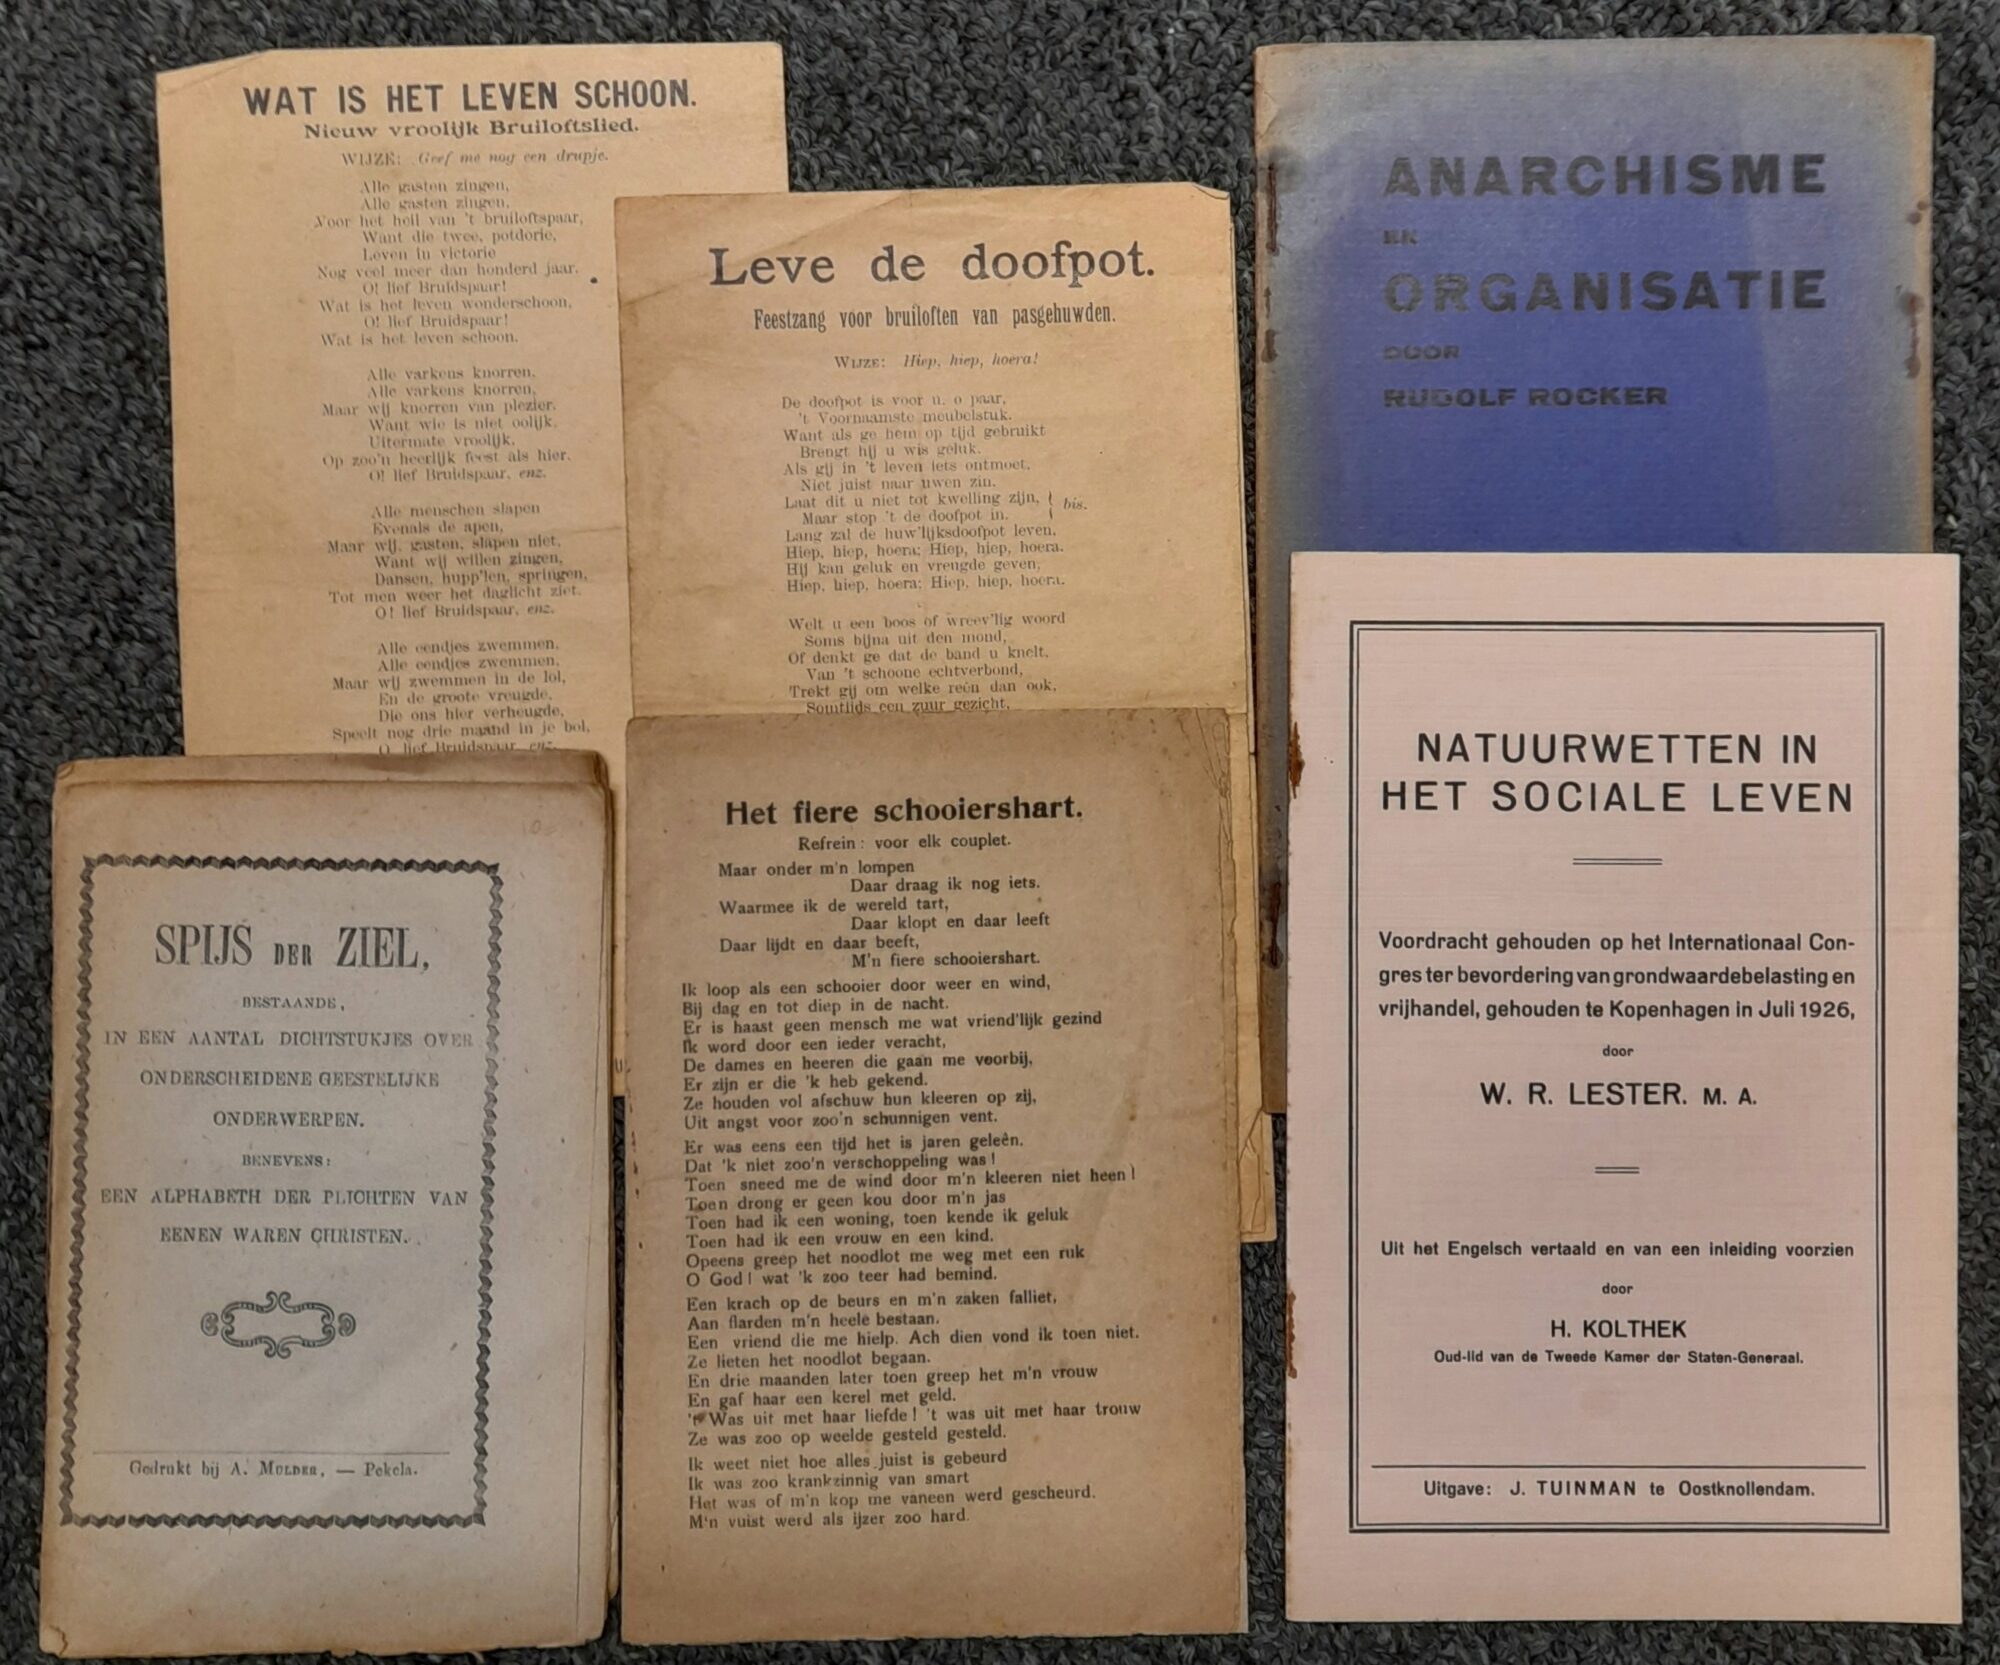 WAT IS HET LEVEN SCHOON.
Nieuw vroolijk Bruiloftslied.
WIJZE: Geef me nog een drupje.
Alle gasten zingen,
Alle gasten zingen,
Voor het heil van 't bruiloftspaar,
Want die twee, potdorie,
Leven in victorie
Nog veel meer dan honderd jaar.
O! lief Bruidspaar!
Wat is het leven wonderschoon,
O! lief Bruidspaar!
Wat is het leven schoon.
Alle varkens knorren,
Alle varkens knorren,
Maar wij knorren van plezier.
Want wie is niet oolijk,
Uitermate vroolijk,
Op zoo'n heerlijk feest als hier.
O! lief Bruidspaar, enz.
Alle menschen slapen
Evenals de apen,
Maar wij, gasten, slapen niet,
Want wij willen zingen,
Dansen, hupp'len, springen,
Tot men weer het daglicht ziet.
O! lief Bruidspaar, enz.
Alle eendjes zwemmen,
Alle eendjes zwemmen,
Maar wij zwemmen in de lol,
En de groote vreugde,
Die ons hier verheugde,
Speelt nog drie maand in je bol,
O lief Bruidspaar, enz.
Leve de doofpot.
Feestzang voor bruiloften van pasgehuwden.
WIJZE: Hiep, hiep, hoera!
De doofpot is voor u, o paar,
't Voornaamste meubelstuk.
Want als ge hem op tijd gebruikt
Brengt hij u wis geluk.
Als gij in 't leven iets ontmoet,
Niet juist naar uwen zin.
Laat dit u niet tot kwelling zijn, } bis.
Maar stop 't de doofpot in.
Lang zal de huw'lijksdoofpot leven.
Hiep, hiep, hoera; Hiep, hiep, hoera.
Hij kan geluk en vreugde geven,
Hiep, hiep, hoera; Hiep, hiep, hoera.
Welt u een boos of wreev'lig woord
Soms bijna uit den mond,
Of denkt ge dat de band u knelt,
Van 't schoone echtverbond,
Trekt gij om welke reên dan ook,
Somtijds een zuur gezicht,
ANARCHISME
EN
ORGANISATIE
DOOR
RUDOLF ROCKER
SPIJS DER ZIEL,
BESTAANDE,
IN EEN AANTAL DICHTSTUKJES OVER
ONDERSCHEIDENE GEESTELIJKE
ONDERWERPEN.
BENEVENS:
EEN ALPHABETH DER PLICHTEN VAN
EENEN WAREN CHRISTEN.
Gedrukt bij A. MULDER, — Pekela.
Het fiere schooiershart.
Refrein: voor elk couplet.
Maar onder m'n lompen
Daar draag ik nog iets.
Waarmee ik de wereld tart,
Daar klopt en daar leeft
Daar lijdt en daar beeft,
M'n fiere schooiershart.
Ik loop als een schooier door weer en wind,
Bij dag en tot diep in de nacht.
Er is haast geen mensch me wat vriend'lijk gezind
Ik word door een ieder veracht,
De dames en heeren die gaan me voorbij,
Er zijn er die 'k heb gekend.
Ze houden vol afschuw hun kleeren op zij,
Uit angst voor zoo'n schunnigen vent.
Er was eens een tijd het is jaren geleên.
Dat 'k niet zoo'n verschoppeling was!
Toen sneed me de wind door m'n kleeren niet heen!
Toen drong er geen kou door m'n jas
Toen had ik een woning, toen kende ik geluk
Toen had ik een vrouw en een kind.
Opeens greep het noodlot me weg met een ruk
O God! wat 'k zoo teer had bemind.
Een krach op de beurs en m'n zaken falliet,
Aan flarden m'n heele bestaan.
Een vriend die me hielp. Ach dien vond ik toen niet.
Ze lieten het noodlot begaan.
En drie maanden later toen greep het m'n vrouw
En gaf haar een kerel met geld.
't Was uit met haar liefde! 't was uit met haar trouw
Ze was zoo op weelde gesteld gesteld.
Ik weet niet hoe alles juist is gebeurd
Ik was zoo krankzinnig van smart
Het was of m'n kop me vaneen werd gescheurd.
M'n vuist werd als ijzer zoo hard.
NATUURWETTEN IN
HET SOCIALE LEVEN
Voordracht gehouden op het Internationaal Con-
gres ter bevordering van grondwaardebelasting en
vrijhandel, gehouden te Kopenhagen in Juli 1926,
door
W. R. LESTER. M. A.
Uit het Engelsch vertaald en van een inleiding voorzien
door
H. KOLTHEK
Oud-lid van de Tweede Kamer der Staten-Generaal.
Uitgave: J. TUINMAN te Oostknollendam.